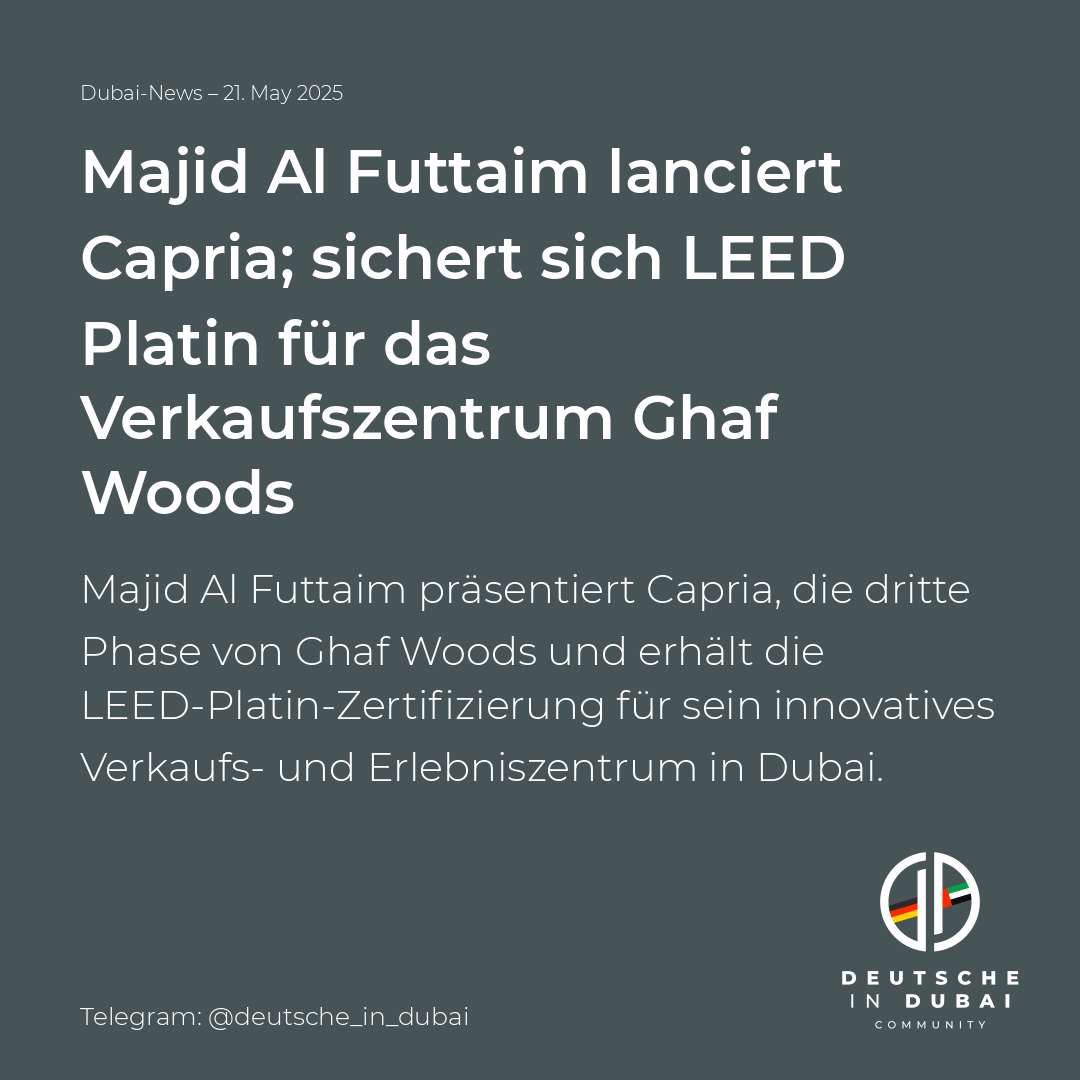 Dubai-News – 21. May 2025
Majid Al Futtaim lanciert
Capria; sichert sich LEED
Platin für das
Verkaufszentrum Ghaf
Woods
Majid Al Futtaim präsentiert Capria, die dritte
Phase von Ghaf Woods und erhält die
LEED-Platin-Zertifizierung für sein innovatives
Verkaufs- und Erlebniszentrum in Dubai.
DEUTSCHE
IN DUBAI
COMMUNITY
Telegram: @deutsche_in_dubai